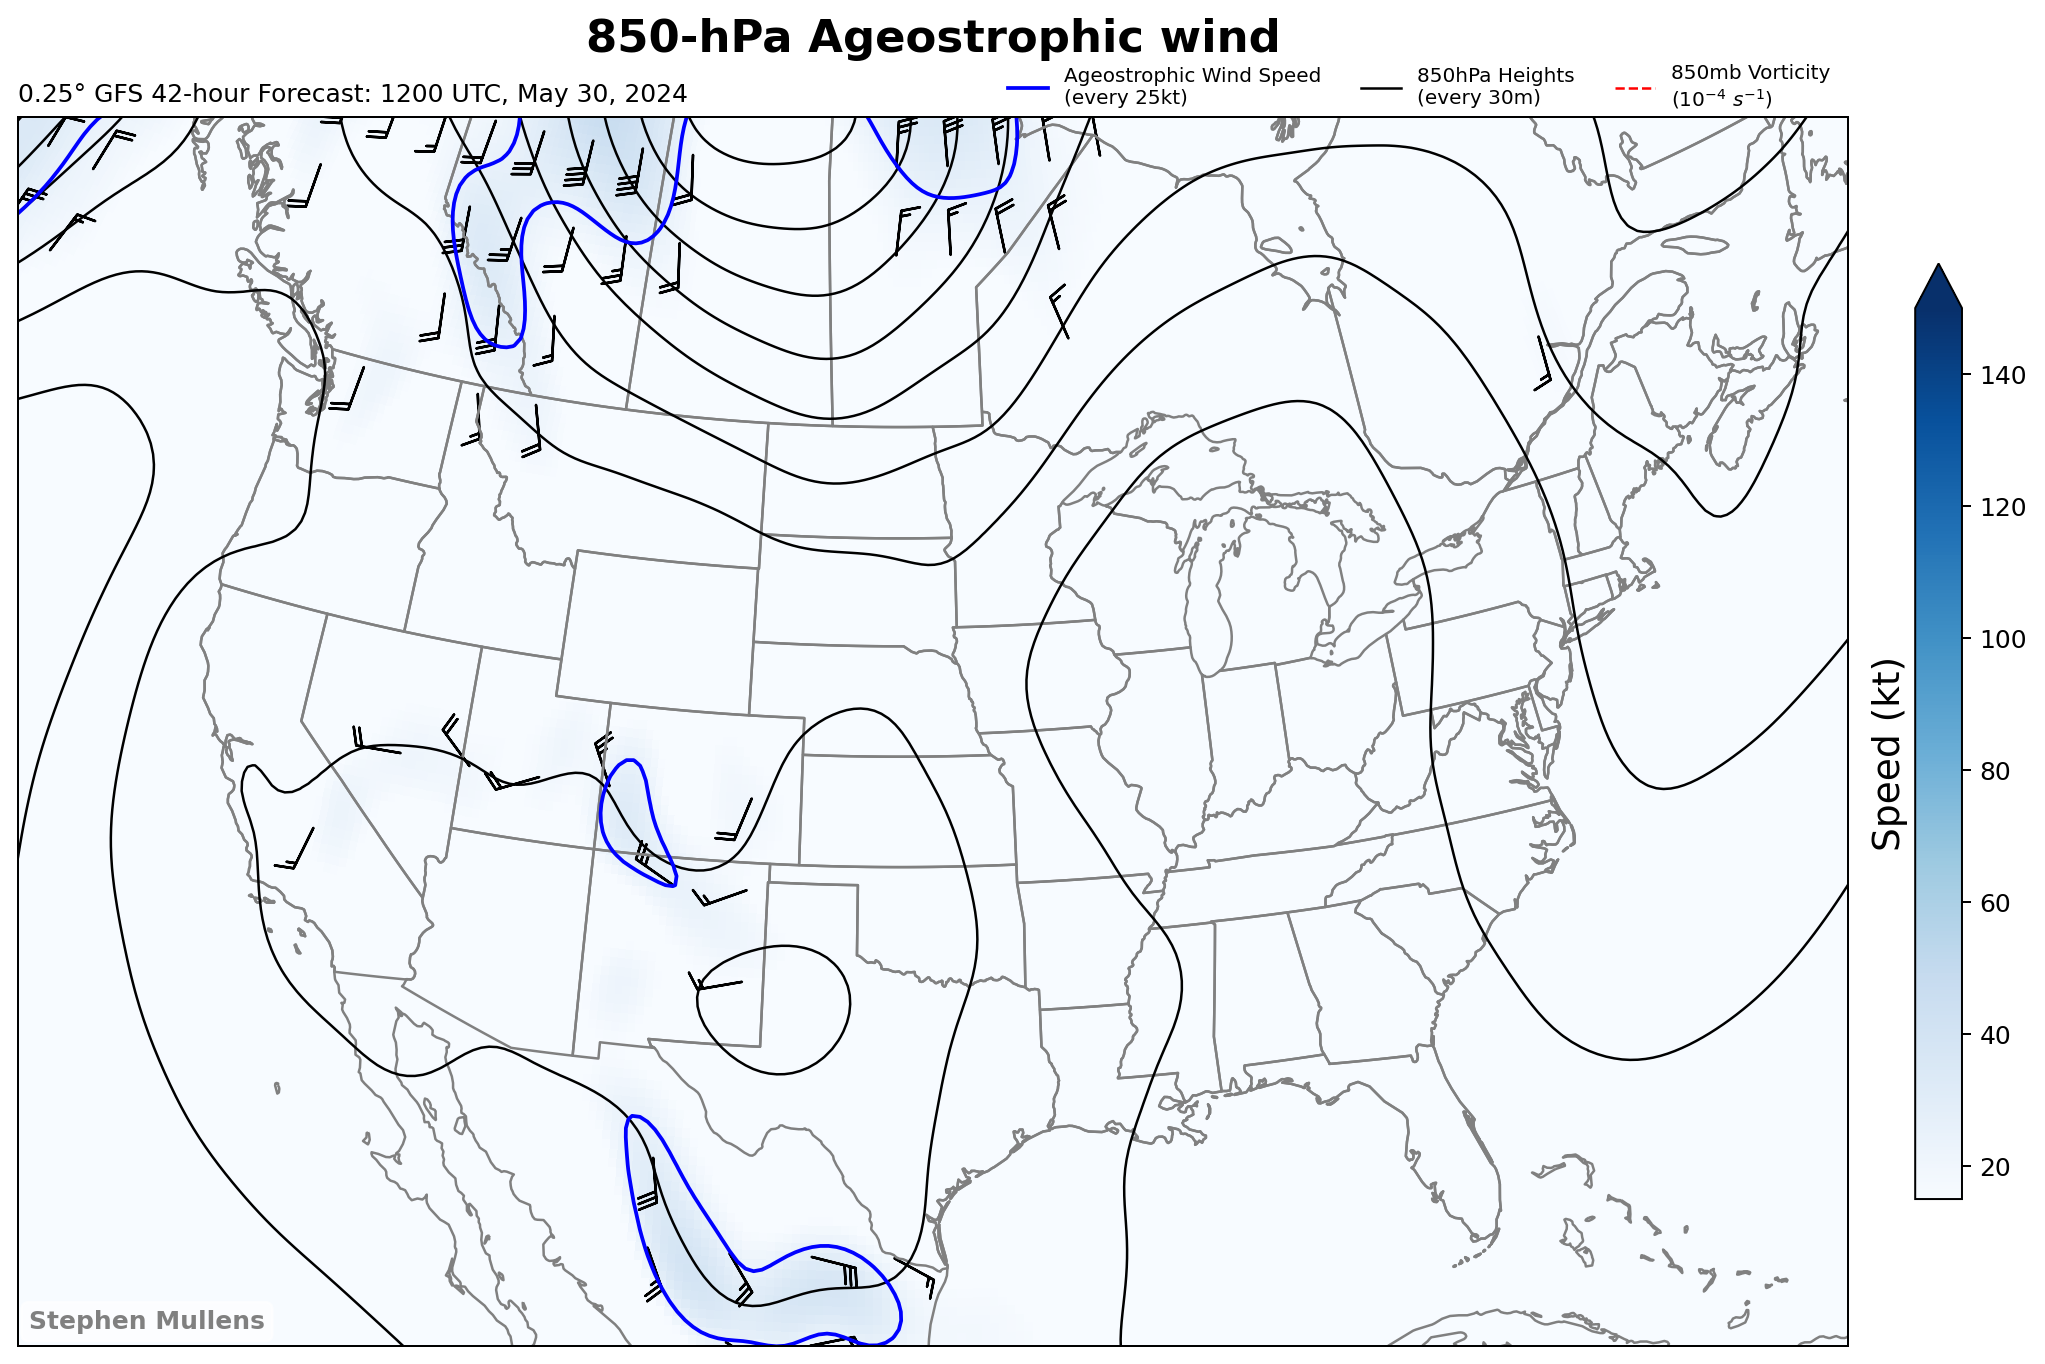 850-hPa Ageostrophic wind
0.25° GFS 42-hour Forecast: 1200 UTC, May 30, 2024
Ageostrophic Wind Speed
(every 25kt)
850hPa Heights
(every 30m)
850mb Vorticity
(10⁻⁴ s⁻¹)
140
120
100
80
60
40
20
Speed (kt)
Stephen Mullens